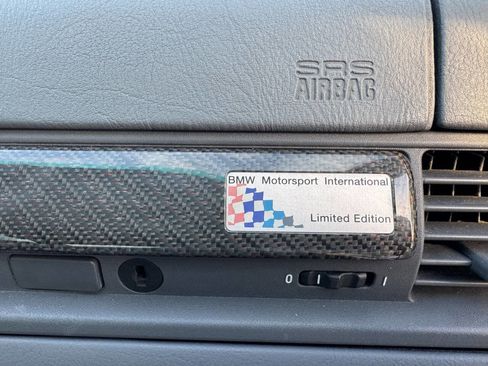 SRS
AIRBAG
BMW Motorsport International
Limited Edition
0 I I